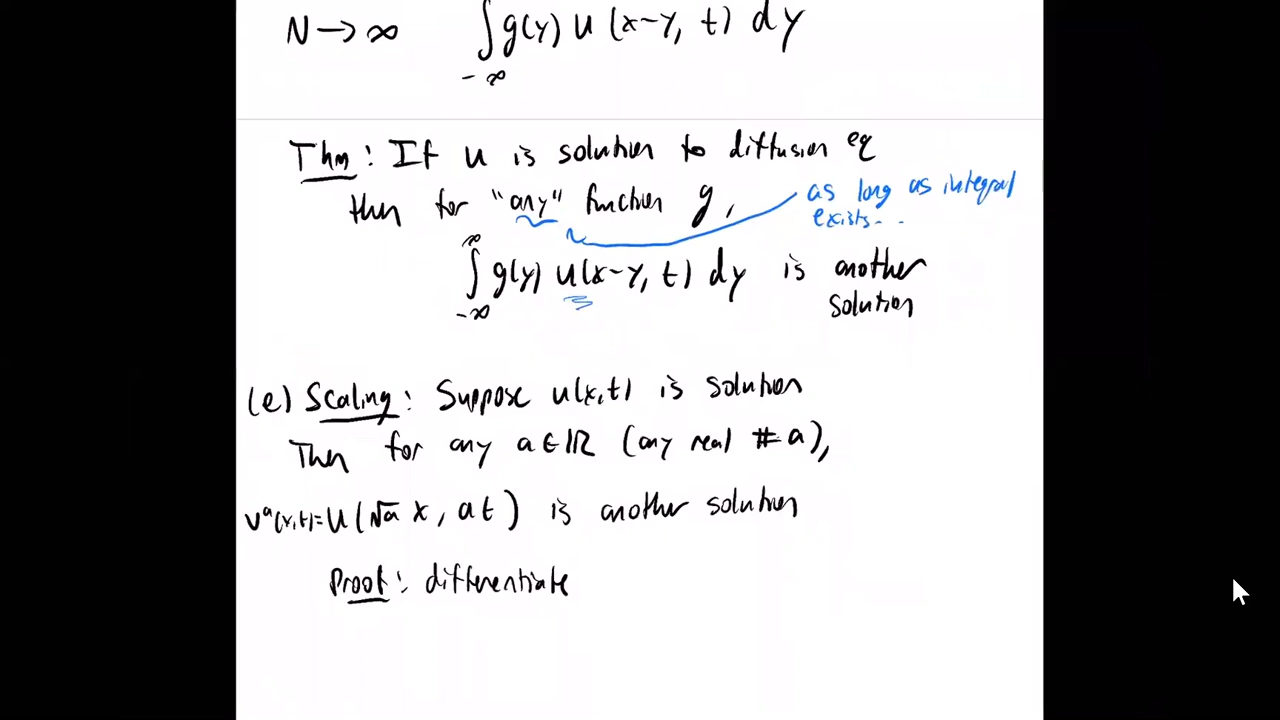 N → ∞ ∫_{-∞} g(y) u (x-y, t) dy
Thm : If u is solution to diffusion eq
then for "any" function g,
as long as integral
exists...
∫_{-∞}^{∞} g(y) u(x-y, t) dy is another
solution
(e) Scaling : Suppose u(x,t) is solution
Then for any a ∈ ℝ (any real # a),
v^a(x,t) = u(√a x, at) is another solution
Proof : differentiate